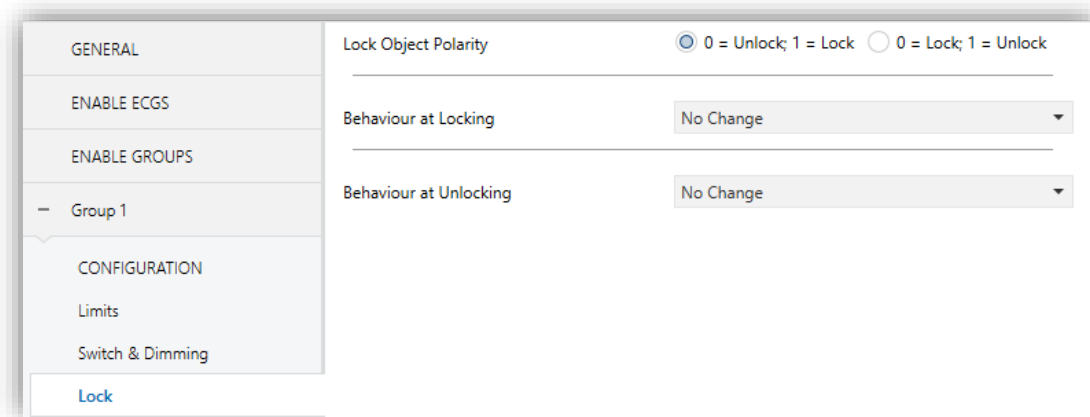 GENERAL
ENABLE ECGS
ENABLE GROUPS
Group 1
CONFIGURATION
Limits
Switch & Dimming
Lock
Lock Object Polarity 0 = Unlock; 1 = Lock 0 = Lock; 1 = Unlock
Behaviour at Locking No Change
Behaviour at Unlocking No Change